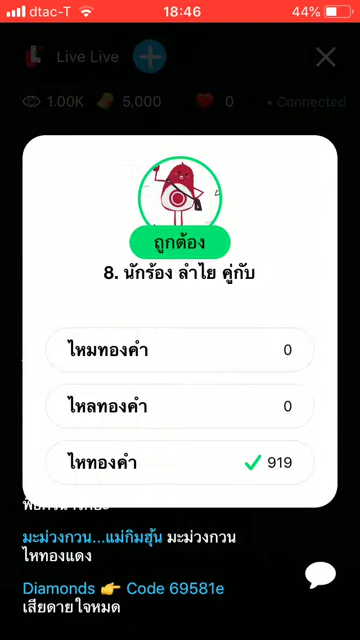 dtac-T 18:46 44%
Live Live
1.00K 5,000 0 • Connected
ถูกต้อง
8. นักร้อง ลำไย คู่กับ
ไหมทองคำ 0
ไหลทองคำ 0
ไหทองคำ 919
มะม่วงกวน...แม่กิมฮุ้น มะม่วงกวน
ไหทองแดง
Diamonds 👉 Code 69581e
เสียดายใจหมด